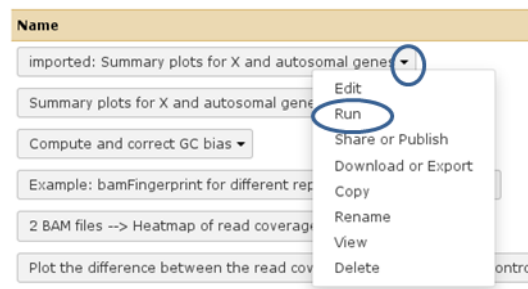 Name
imported: Summary plots for X and autosomal genes
Edit
Summary plots for X and autosomal gene
Run
Share or Publish
Compute and correct GC bias
Download or Export
Example: bamFingerprint for different rep
Copy
Rename
2 BAM files --> Heatmap of read coverage
View
Plot the difference between the read cov
Delete